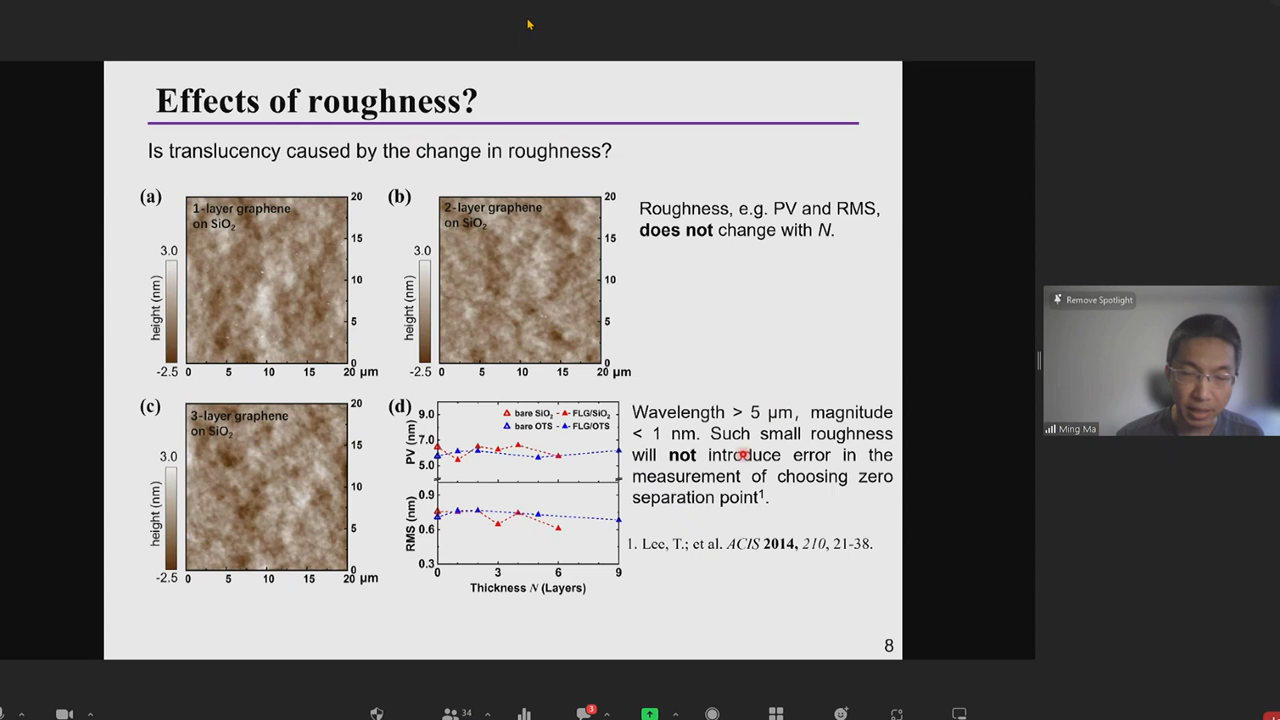 Effects of roughness?
Is translucency caused by the change in roughness?
(a)
1-layer graphene
on SiO₂
3.0
height (nm)
-2.5
20
15
10
5
0
0 5 10 15 20 μm
(b)
2-layer graphene
on SiO₂
3.0
height (nm)
-2.5
20
15
10
5
0
0 5 10 15 20 μm
Roughness, e.g. PV and RMS,
does not change with N.
(c)
3-layer graphene
on SiO₂
3.0
height (nm)
-2.5
20
15
10
5
0
0 5 10 15 20 μm
(d)
bare SiO₂ FLG/SiO₂
bare OTS FLG/OTS
PV (nm)
9.0
7.0
5.0
RMS (nm)
0.9
0.6
0.3
0 3 6 9
Thickness N (Layers)
Wavelength > 5 μm, magnitude
< 1 nm. Such small roughness
will not introduce error in the
measurement of choosing zero
separation point¹.
1. Lee, T.; et al. ACIS 2014, 210, 21-38.
8
Remove Spotlight
Ming Ma
34
3